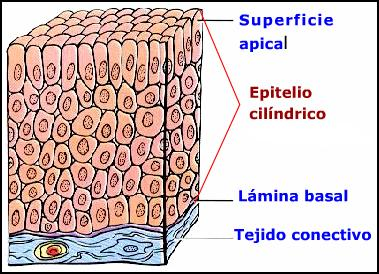 Superficie
apical
Epitelio
cilíndrico
Lámina basal
Tejido conectivo